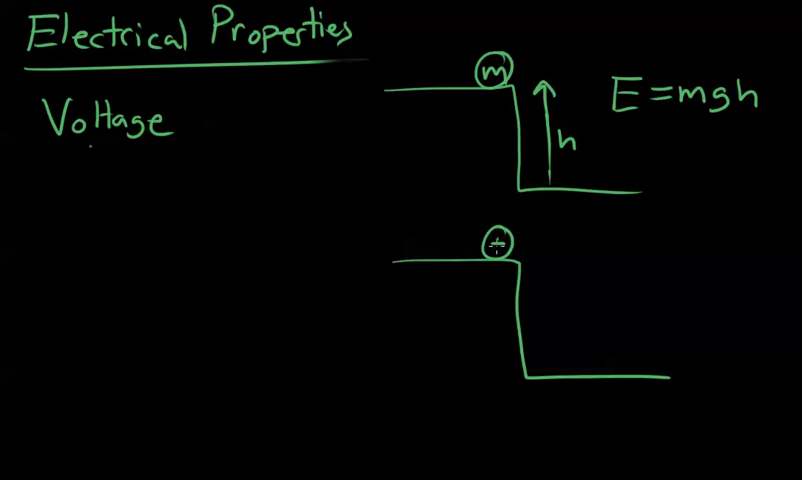 Electrical Properties
Voltage
m
h
E = mgh
+